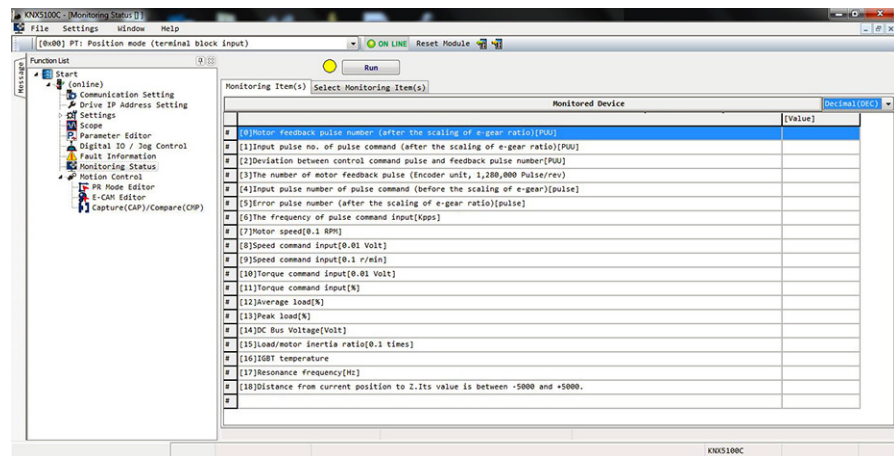 KNX5100C - [Monitoring Status [] ]
File Settings Window Help
[0x00] PT: Position mode (terminal block input)
ON LINE
Reset Module
Message
Function List
Start
(online)
Communication Setting
Drive IP Address Setting
Settings
Scope
Parameter Editor
Digital IO / Jog Control
Fault Information
Monitoring Status
Motion Control
PR Mode Editor
E-CAM Editor
Capture(CAP)/Compare(CMP)
Run
Monitoring Item(s) Select Monitoring Item(s)
Monitored Device
Decimal(DEC)
[Value]
# [0]Motor feedback pulse number (after the scaling of e-gear ratio)[PUU]
# [1]Input pulse no. of pulse command (after the scaling of e-gear ratio)[PUU]
# [2]Deviation between control command pulse and feedback pulse number[PUU]
# [3]The number of motor feedback pulse (Encoder unit, 1,280,000 Pulse/rev)
# [4]Input pulse number of pulse command (before the scaling of e-gear)[pulse]
# [5]Error pulse number (after the scaling of e-gear ratio)[pulse]
# [6]The frequency of pulse command input[Kpps]
# [7]Motor speed[0.1 RPM]
# [8]Speed command input[0.01 Volt]
# [9]Speed command input[0.1 r/min]
# [10]Torque command input[0.01 Volt]
# [11]Torque command input[%]
# [12]Average load[%]
# [13]Peak load[%]
# [14]DC Bus Voltage[Volt]
# [15]Load/motor inertia ratio[0.1 times]
# [16]IGBT temperature
# [17]Resonance frequency[Hz]
# [18]Distance from current position to Z.Its value is between -5000 and +5000.
#
KNX5100C